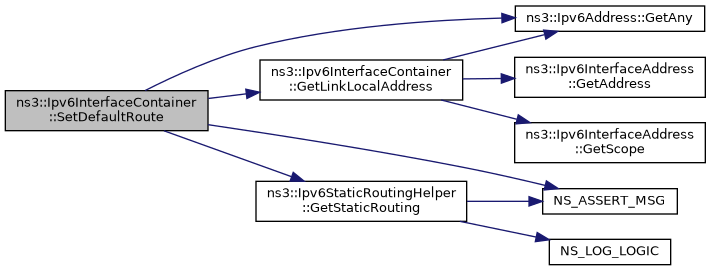 ns3::Ipv6InterfaceContainer
::SetDefaultRoute
ns3::Ipv6InterfaceContainer
::GetLinkLocalAddress
ns3::Ipv6StaticRoutingHelper
::GetStaticRouting
ns3::Ipv6Address::GetAny
ns3::Ipv6InterfaceAddress
::GetAddress
ns3::Ipv6InterfaceAddress
::GetScope
NS_ASSERT_MSG
NS_LOG_LOGIC